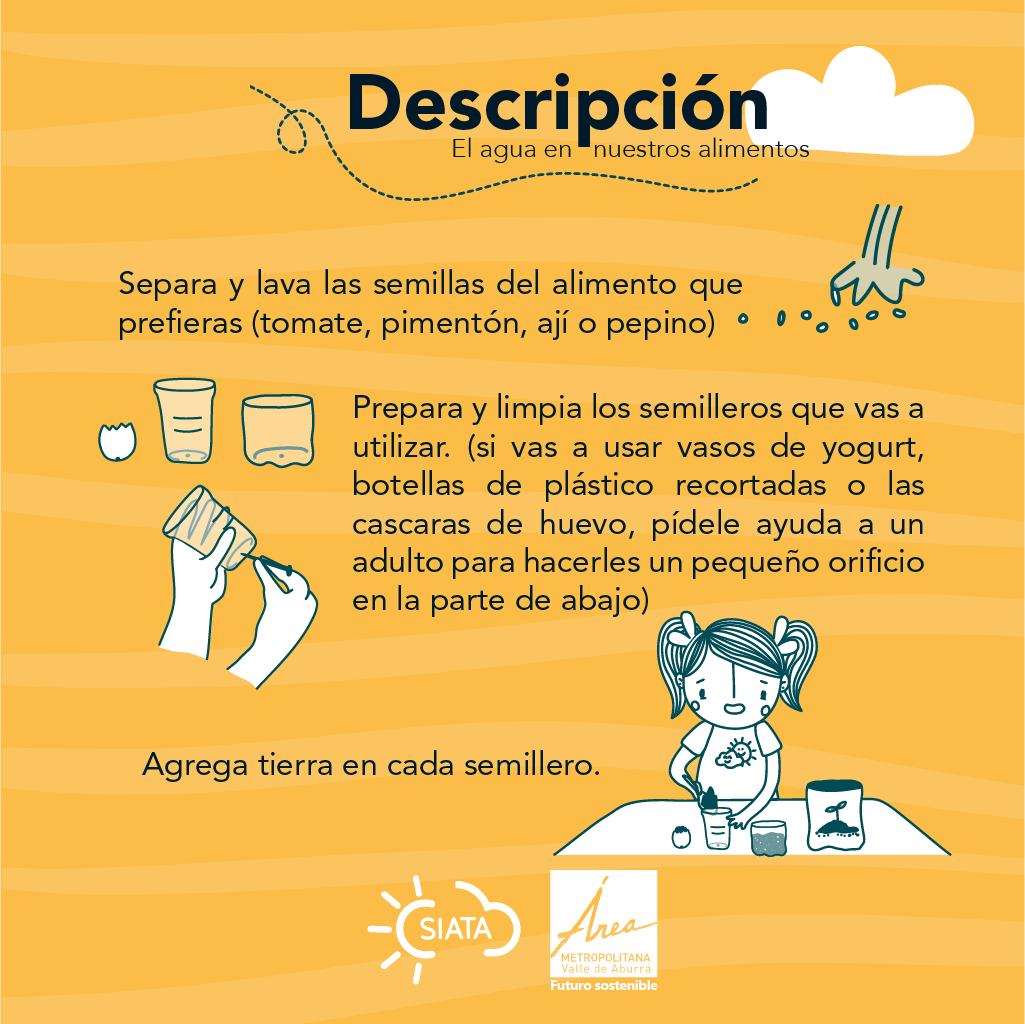 Descripción
El agua en nuestros alimentos
Separa y lava las semillas del alimento que
prefieras (tomate, pimentón, ají o pepino)
Prepara y limpia los semilleros que vas a
utilizar. (si vas a usar vasos de yogurt,
botellas de plástico recortadas o las
cascaras de huevo, pídele ayuda a un
adulto para hacerles un pequeño orificio
en la parte de abajo)
Agrega tierra en cada semillero.
SIATA
Área
METROPOLITANA
Valle de Aburrá
Futuro sostenible